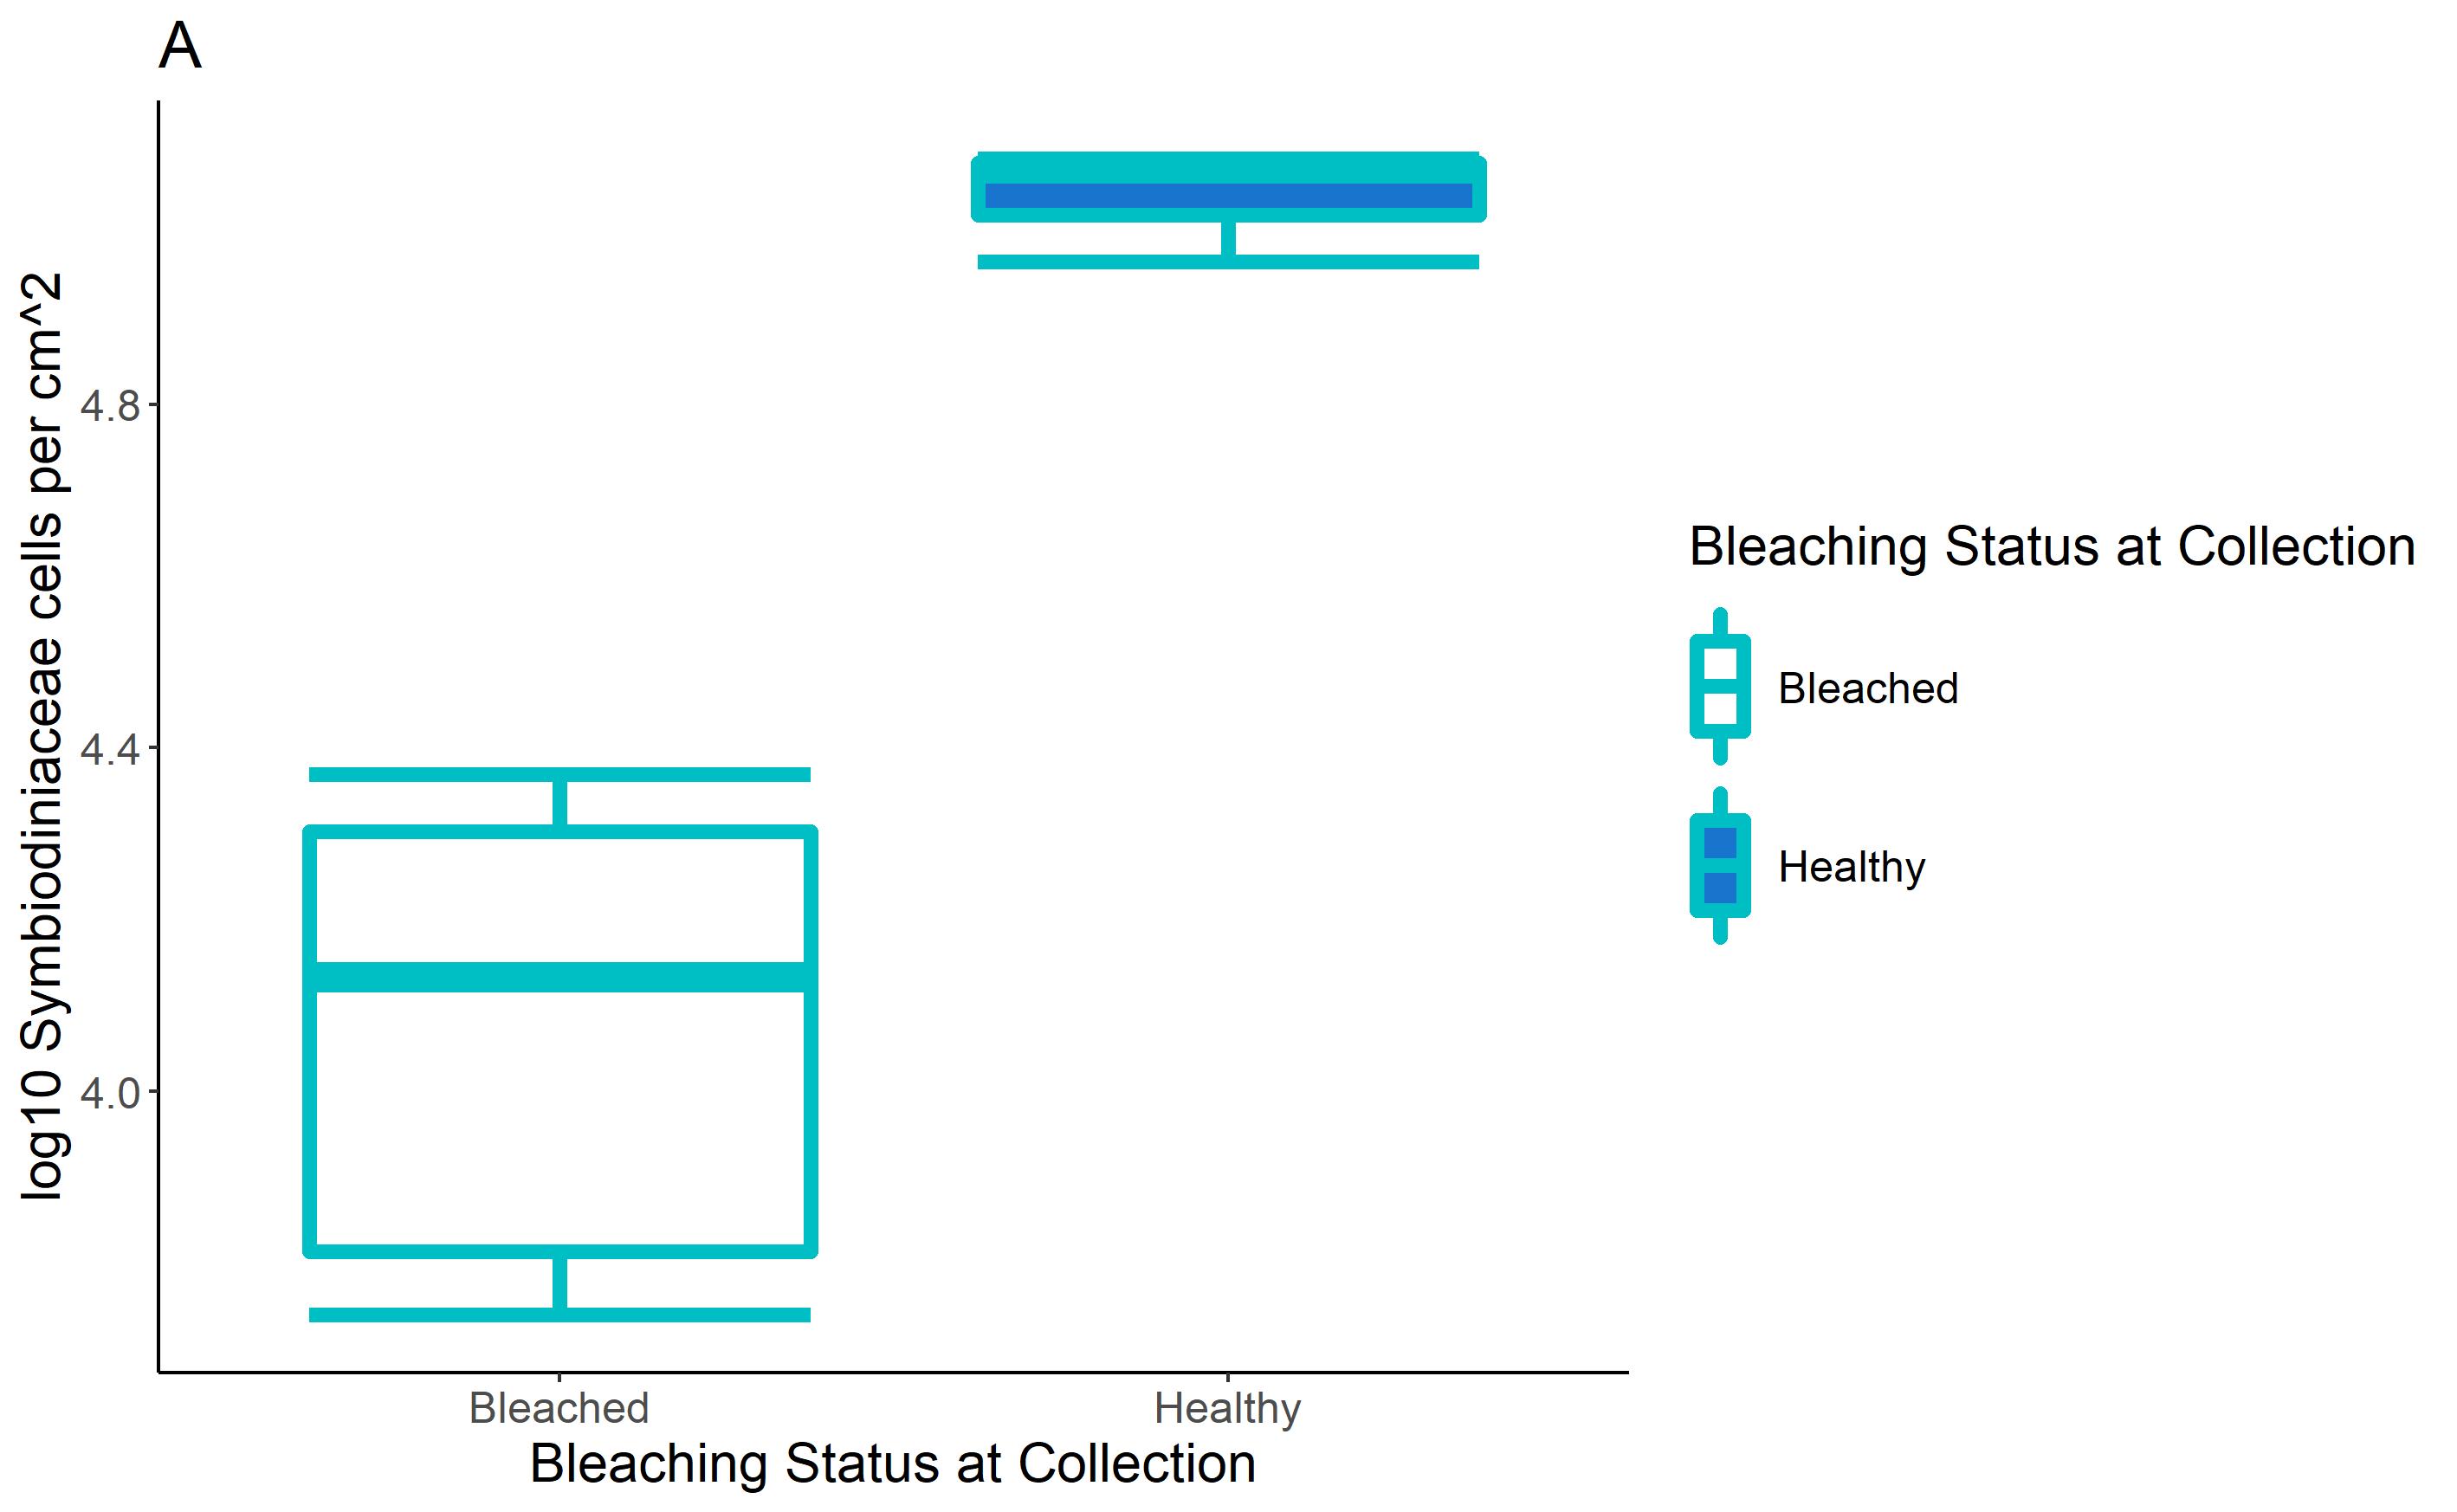 A
log10 Symbiodiniaceae cells per cm^2
4.8
4.4
4.0
Bleached
Healthy
Bleaching Status at Collection
Bleaching Status at Collection
Bleached
Healthy